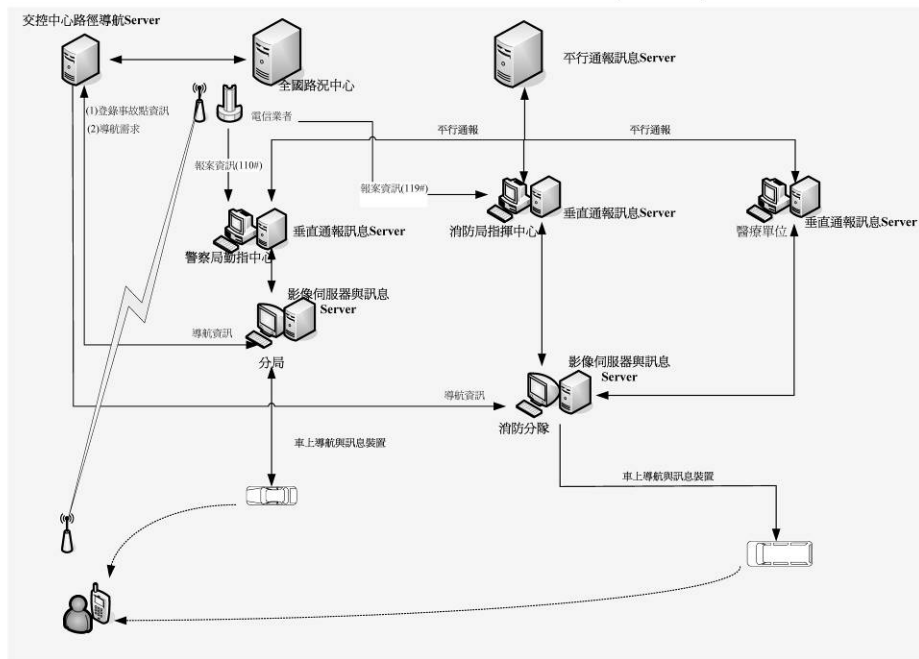 交控中心路徑導航Server
平行通報訊息Server
全國路況中心
(1)登錄事故點資訊
(2)導航需求
電信業者
平行通報
平行通報
報案資訊(110#)
報案資訊(119#)
垂直通報訊息Server
垂直通報訊息Server
垂直通報訊息Server
警察局勤指中心
消防局指揮中心
醫療單位
影像伺服器與訊息
Server
導航資訊
分局
影像伺服器與訊息
Server
導航資訊
消防分隊
車上導航與訊息裝置
車上導航與訊息裝置